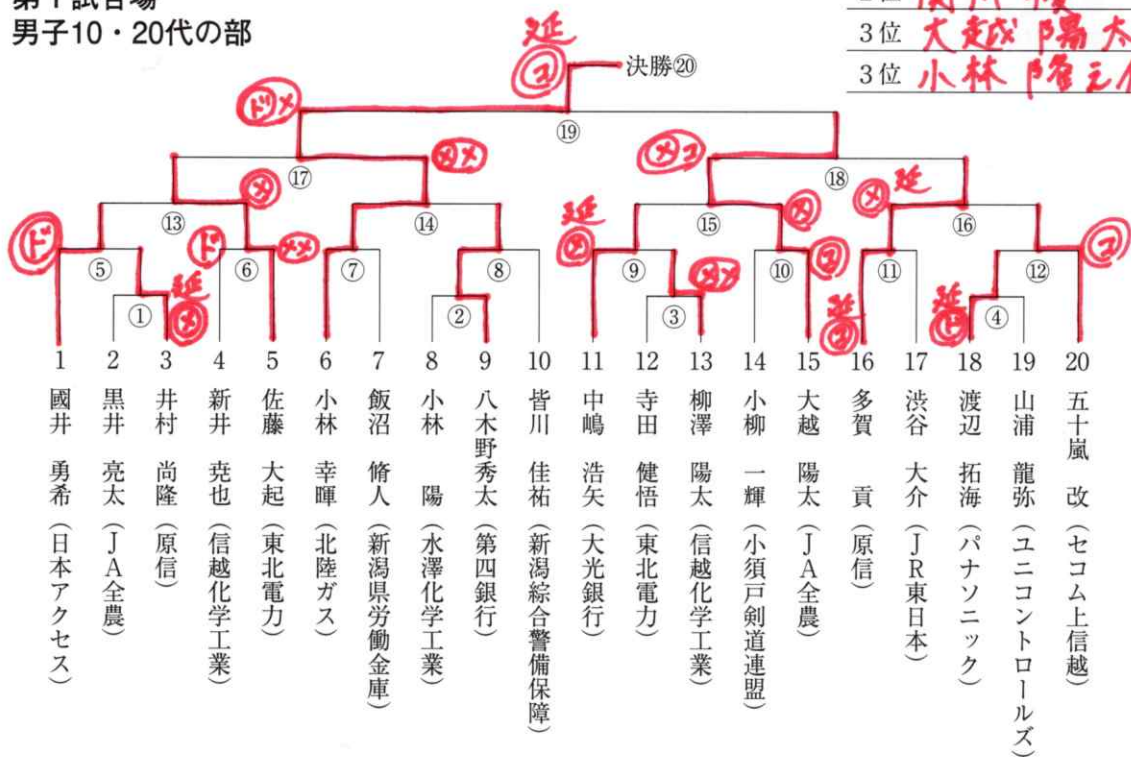 男子10・20代の部
3位 大越陽太
3位 小林
延
コ
決勝⑳
ド メ
⑲
メ メ
メ コ
⑰
⑱
メ
延
メ
メ 延
⑬
⑭
⑮
⑯
ド
ド
メ メ
メ
コ
コ
⑤
⑥
⑦
⑧
⑨
メ メ
⑩
⑪
⑫
延
メ
延
コ
延
ド
①
②
③
④
1 國井 勇希(日本アクセス)
2 黒井 亮太(JA全農)
3 井村 尚隆(原信)
4 新井 尭也(信越化学工業)
5 佐藤 大起(東北電力)
6 小林 幸暉(北陸ガス)
7 飯沼 脩人(新潟県労働金庫)
8 小林 陽(水澤化学工業)
9 八木野秀太(第四銀行)
10 皆川 佳祐(新潟綜合警備保障)
11 中嶋 浩矢(大光銀行)
12 寺田 健悟(東北電力)
13 柳澤 陽太(信越化学工業)
14 小柳 一輝(小須戸剣道連盟)
15 大越 陽太(JA全農)
16 多賀 貢(原信)
17 渋谷 大介(JR東日本)
18 渡辺 拓海(パナソニック)
19 山浦 龍弥(ユニコントロールズ)
20 五十嵐 改(セコム上信越)